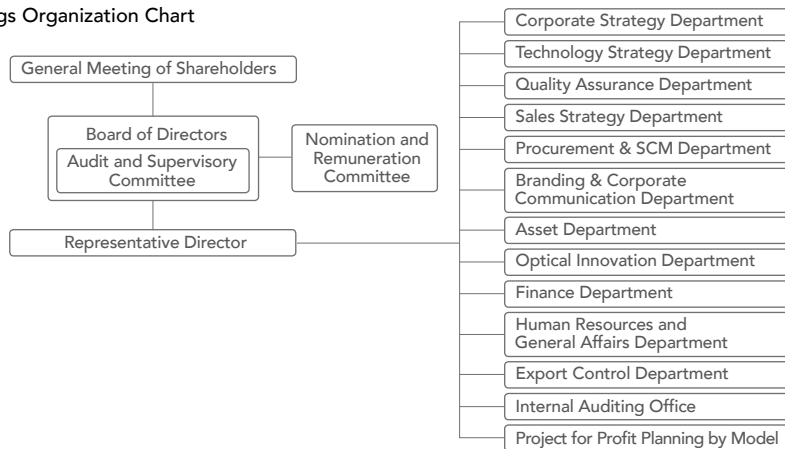 gs Organization Chart
General Meeting of Shareholders
Board of Directors
Audit and Supervisory
Committee
Nomination and
Remuneration
Committee
Representative Director
Corporate Strategy Department
Technology Strategy Department
Quality Assurance Department
Sales Strategy Department
Procurement & SCM Department
Branding & Corporate
Communication Department
Asset Department
Optical Innovation Department
Finance Department
Human Resources and
General Affairs Department
Export Control Department
Internal Auditing Office
Project for Profit Planning by Model